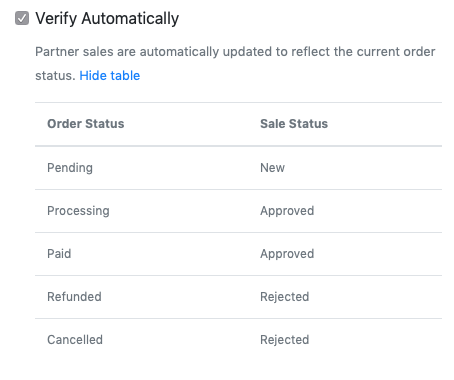 Verify Automatically
Partner sales are automatically updated to reflect the current order
status. Hide table
Order Status Sale Status
Pending New
Processing Approved
Paid Approved
Refunded Rejected
Cancelled Rejected